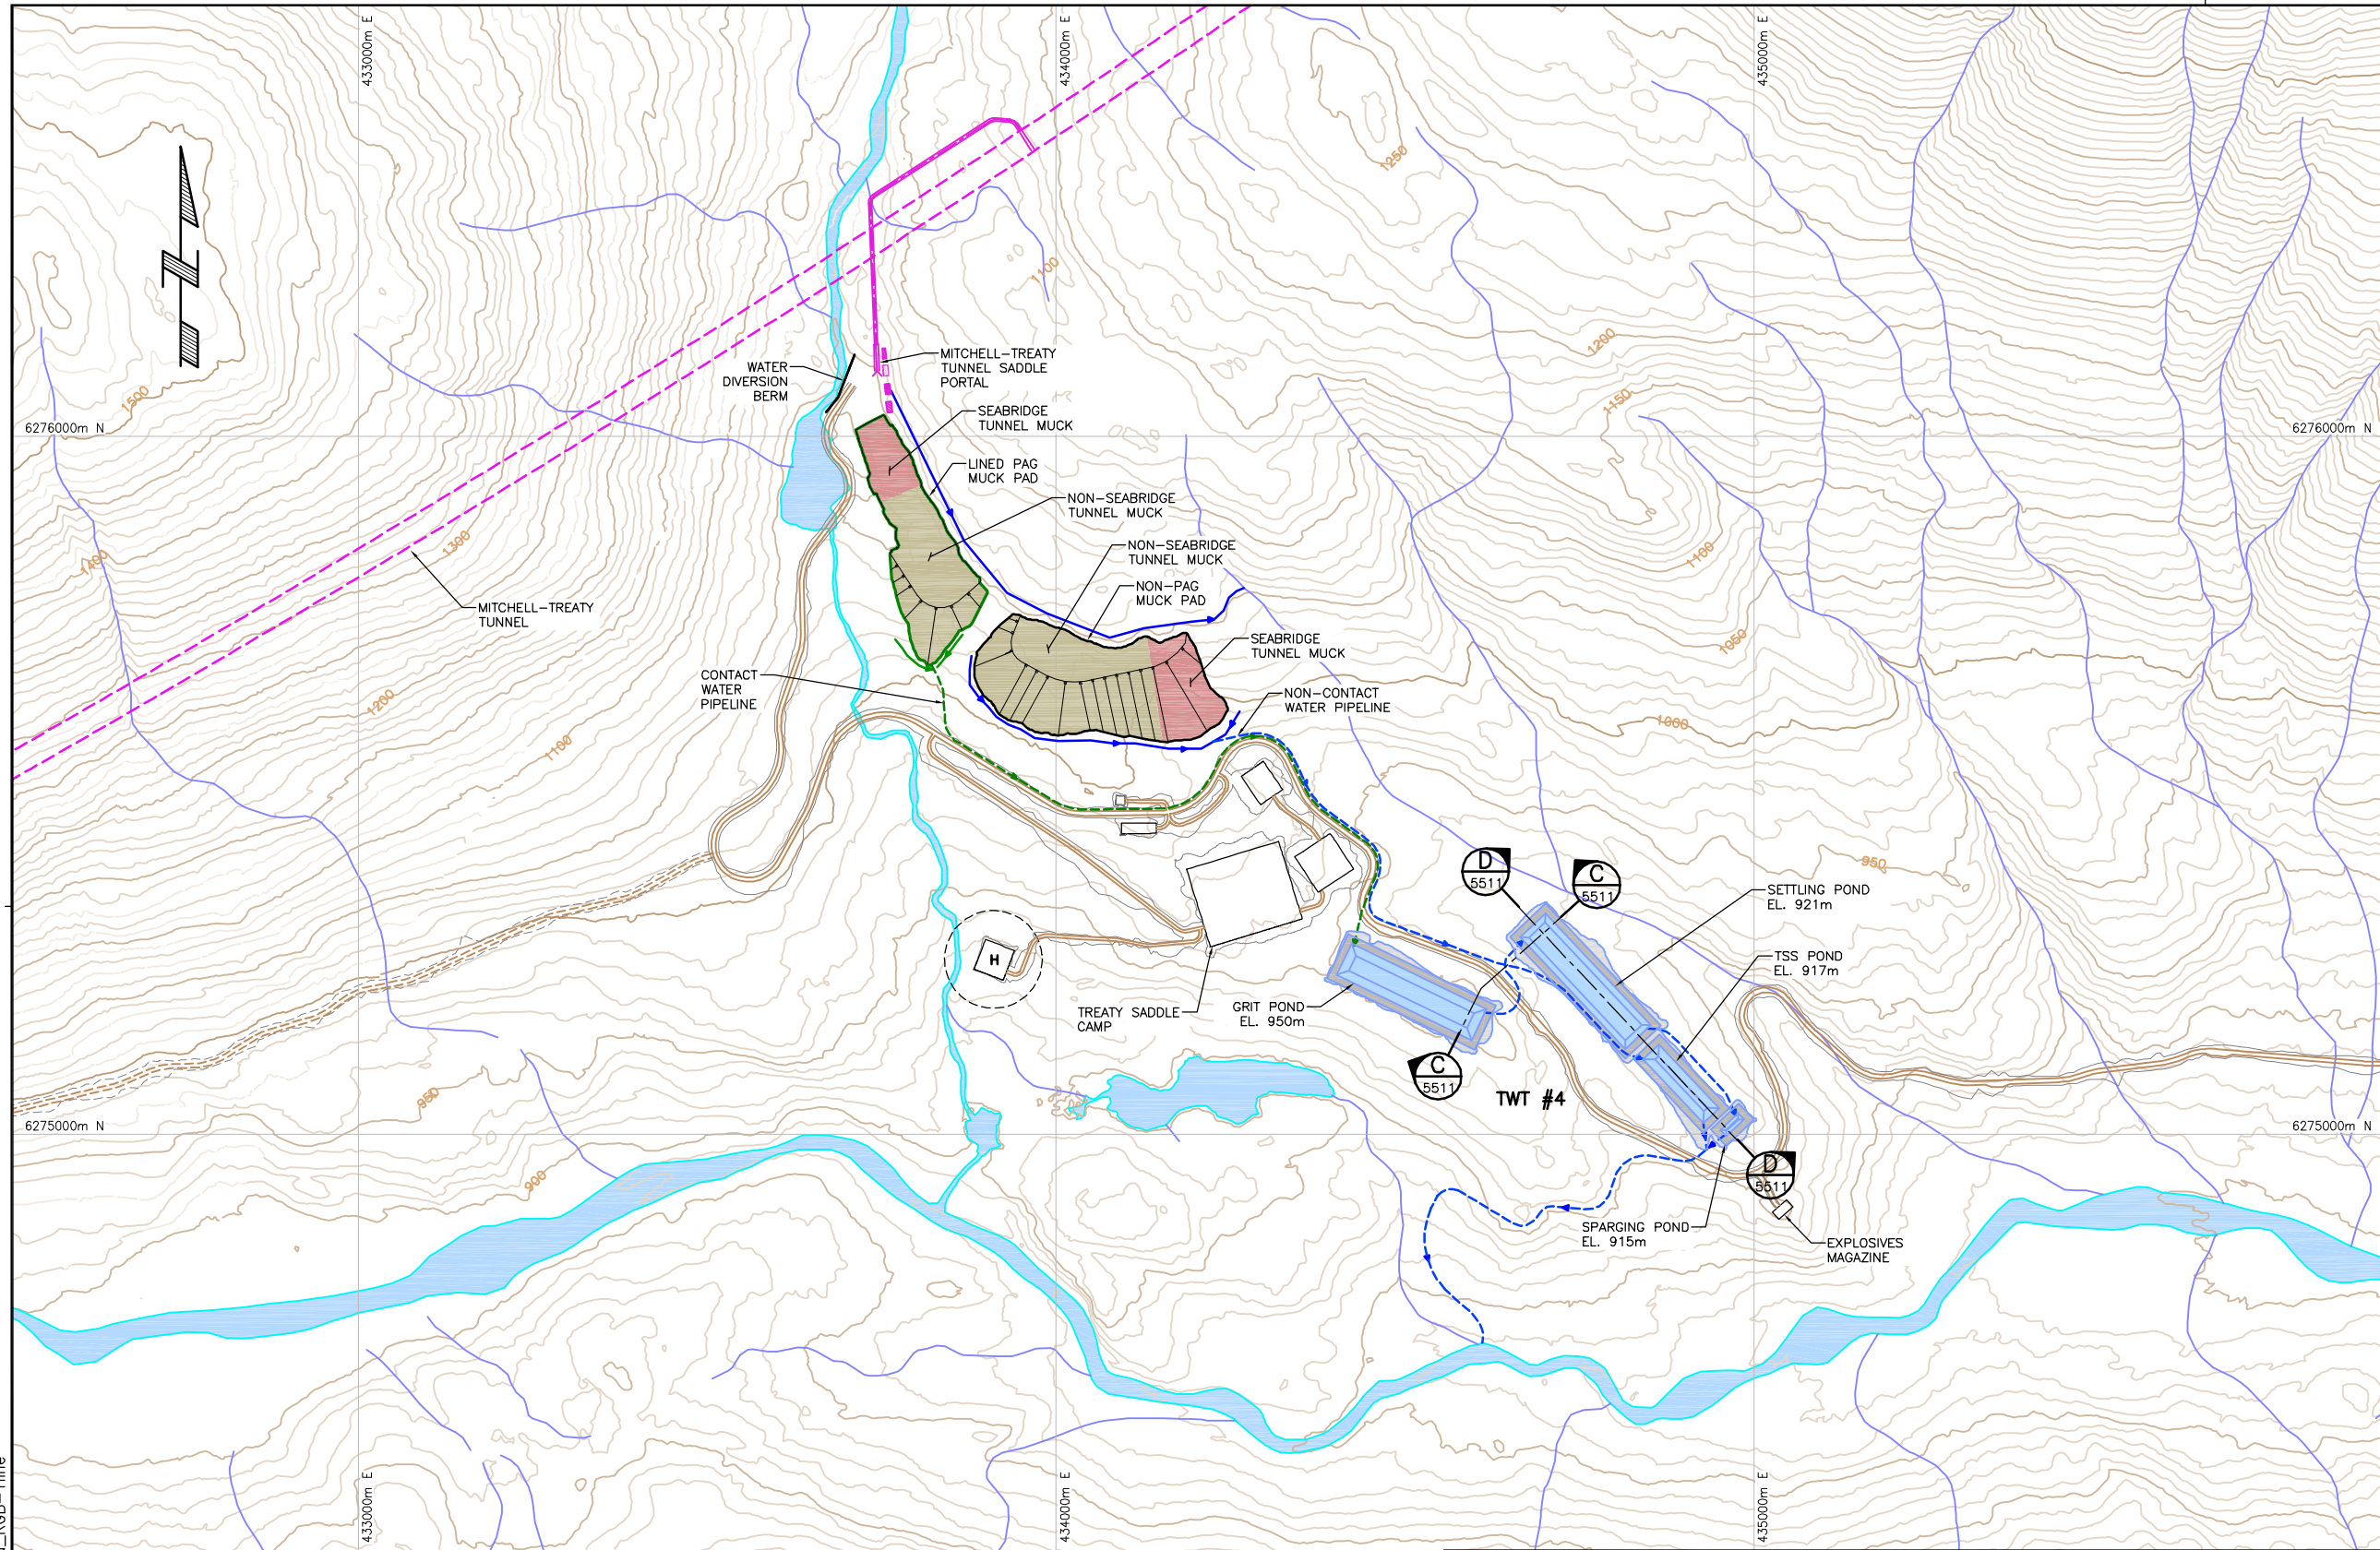 433000m E
434000m E
435000m E
1250
1100
1200
1500
1150
WATER
DIVERSION
BERM
MITCHELL-TREATY
TUNNEL SADDLE
PORTAL
SEABRIDGE
TUNNEL MUCK
6276000m N
6276000m N
LINED PAG
MUCK PAD
NON-SEABRIDGE
TUNNEL MUCK
NON-SEABRIDGE
TUNNEL MUCK
1300
1400
1100
NON-PAG
MUCK PAD
MITCHELL-TREATY
TUNNEL
SEABRIDGE
TUNNEL MUCK
1050
CONTACT
WATER
PIPELINE
NON-CONTACT
WATER PIPELINE
1200
1000
1100
D
5511
C
5511
950
SETTLING POND
EL. 921m
H
TSS POND
EL. 917m
TREATY SADDLE
CAMP
GRIT POND
EL. 950m
C
5511
TWT #4
950
6275000m N
6275000m N
900
D
5511
SPARGING POND
EL. 915m
EXPLOSIVES
MAGAZINE
433000m E
434000m E
435000m E